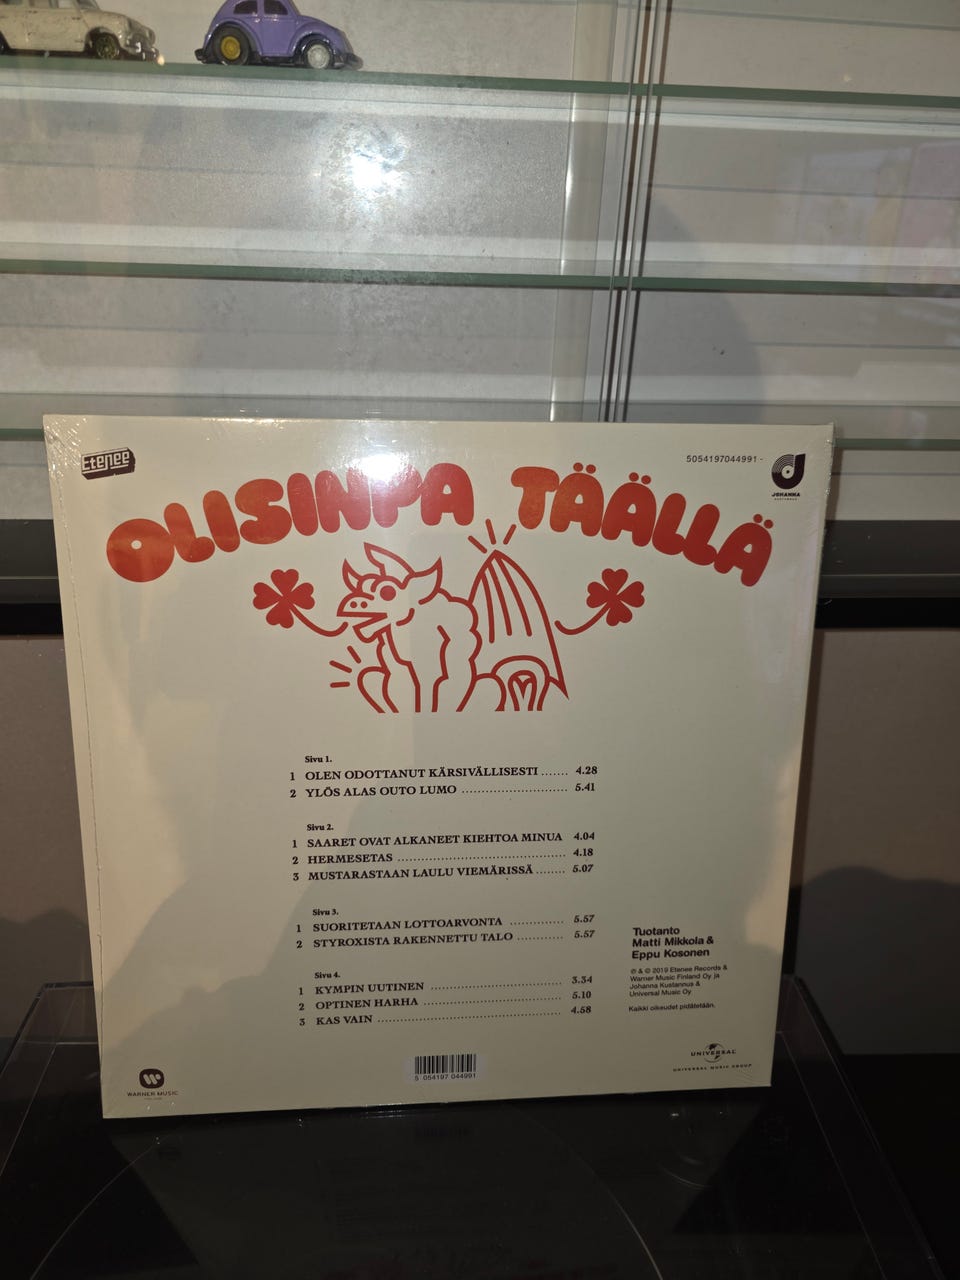 Etenee
5054197044991 -
JOHANNA
OLISINPA TÄÄLLÄ
Sivu 1.
1 OLEN ODOTTANUT KÄRSIVÄLLISESTI ....... 4.28
2 YLÖS ALAS OUTO LUMO ........................... 5.41
Sivu 2.
1 SAARET OVAT ALKANEET KIEHTOA MINUA 4.04
2 HERMESETAS ........................................... 4.18
3 MUSTARASTAAN LAULU VIEMÄRISSÄ ........ 5.07
Sivu 3.
1 SUORITETAAN LOTTOARVONTA .............. 5.57
2 STYROXISTA RAKENNETTU TALO ............ 5.57
Sivu 4.
1 KYMPIN UUTINEN .................................. 3.34
2 OPTINEN HARHA .................................... 5.10
3 KAS VAIN ................................................ 4.58
Tuotanto
Matti Mikkola &
Eppu Kosonen
℗ & © 2019 Etenee Records &
Warner Music Finland Oy ja
Johanna Kustannus &
Universal Music Oy
Kaikki oikeudet pidätetään.
WARNER MUSIC
5 054197 044991
UNIVERSAL
UNIVERSAL MUSIC GROUP